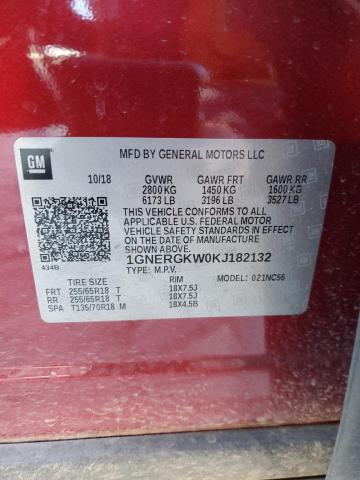 GM
MFD BY GENERAL MOTORS LLC
10/18 GVWR GAWR FRT GAWR RR
2800 KG 1450 KG 1600 KG
6173 LB 3196 LB 3527 LB
THIS VEHICLE CONFORMS TO ALL
APPLICABLE U.S. FEDERAL MOTOR
VEHICLE SAFETY STANDARDS IN
EFFECT ON THE DATE OF
MANUFACTURE SHOWN ABOVE.
434B
1GNERGKW0KJ182132
TYPE: M.P.V. MODEL: 021NC56
TIRE SIZE RIM
FRT 255/65R18 T 18X7.5J
RR 255/65R18 T 18X7.5J
SPA T135/70R18 M 18X4.5B